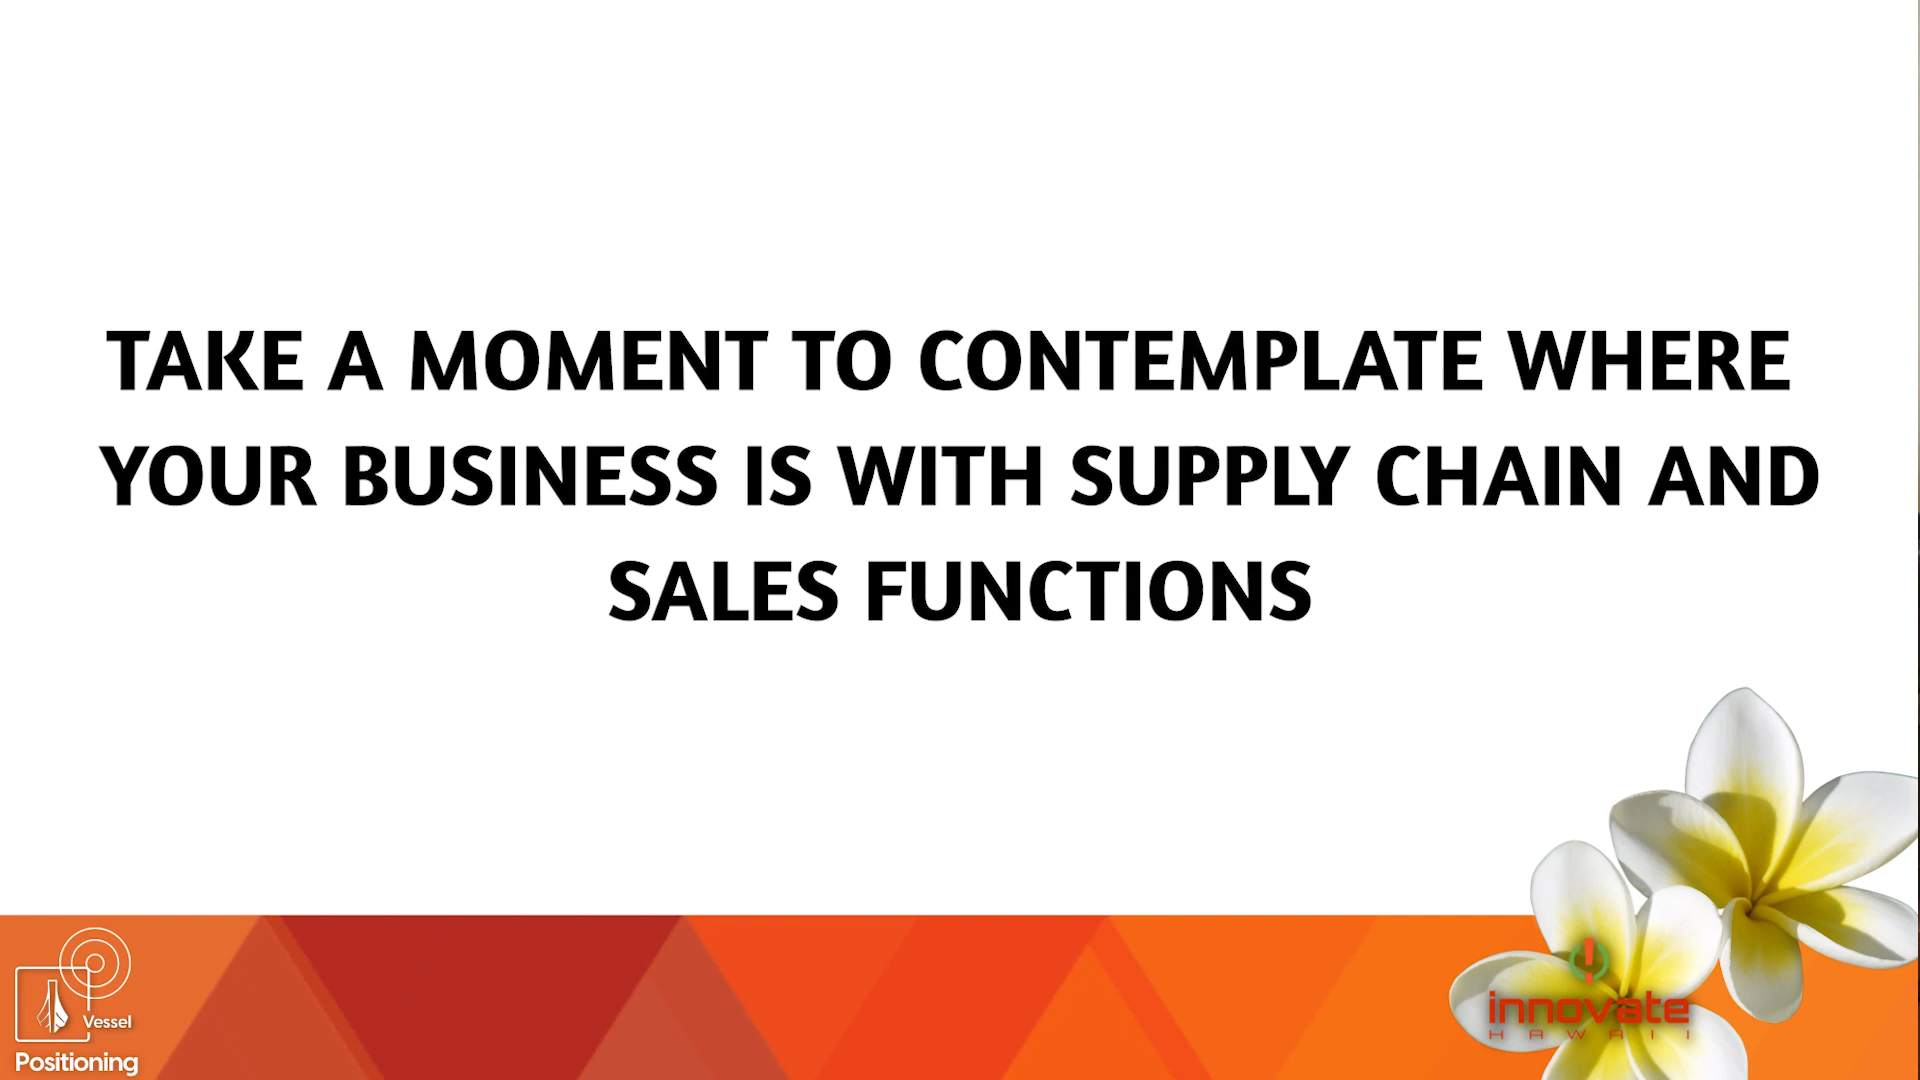 TAKE A MOMENT TO CONTEMPLATE WHERE
YOUR BUSINESS IS WITH SUPPLY CHAIN AND
SALES FUNCTIONS
Vessel
Positioning
innovate
HAWAII